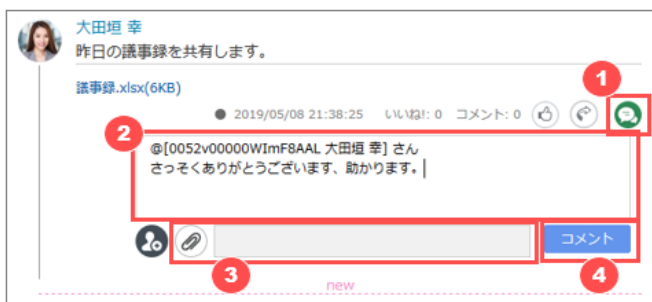 大田垣 幸
昨日の議事録を共有します。
議事録.xlsx(6KB)
1
● 2019/05/08 21:38:25 いいね!: 0 コメント: 0
2
@[0052v00000WImF8AAL 大田垣 幸] さん
さっそくありがとうございます、助かります。
コメント
3
4
new